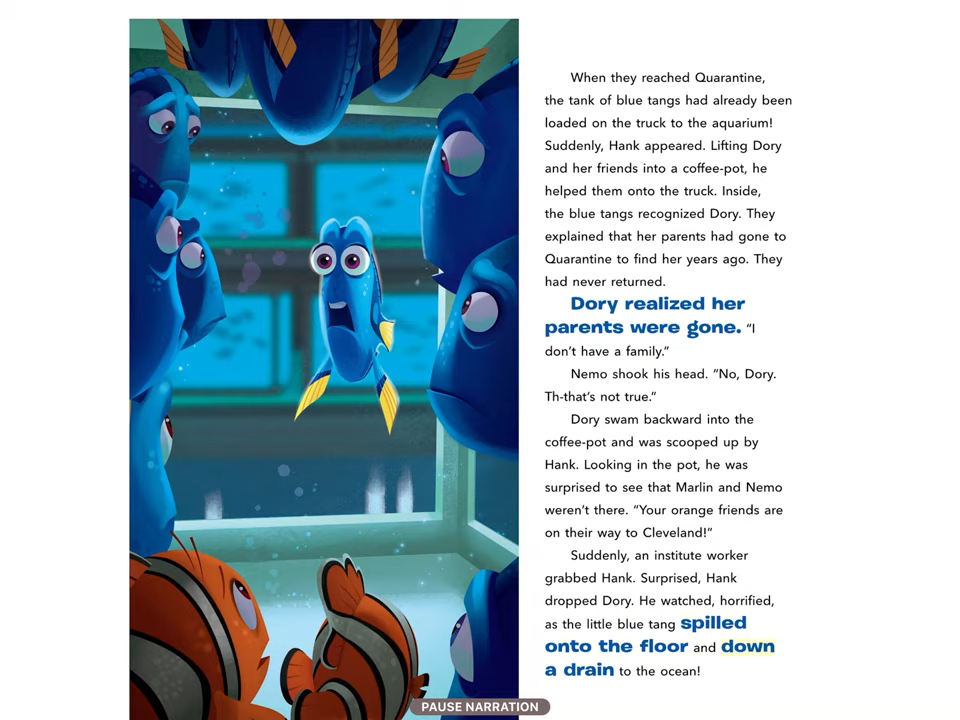 When they reached Quarantine,
the tank of blue tangs had already been
loaded on the truck to the aquarium!
Suddenly, Hank appeared. Lifting Dory
and her friends into a coffee-pot, he
helped them onto the truck. Inside,
the blue tangs recognized Dory. They
explained that her parents had gone to
Quarantine to find her years ago. They
had never returned.
Dory realized her
parents were gone. “I
don’t have a family.”
Nemo shook his head. “No, Dory.
Th-that’s not true.”
Dory swam backward into the
coffee-pot and was scooped up by
Hank. Looking in the pot, he was
surprised to see that Marlin and Nemo
weren’t there. “Your orange friends are
on their way to Cleveland!”
Suddenly, an institute worker
grabbed Hank. Surprised, Hank
dropped Dory. He watched, horrified,
as the little blue tang spilled
onto the floor and down
a drain to the ocean!
PAUSE NARRATION